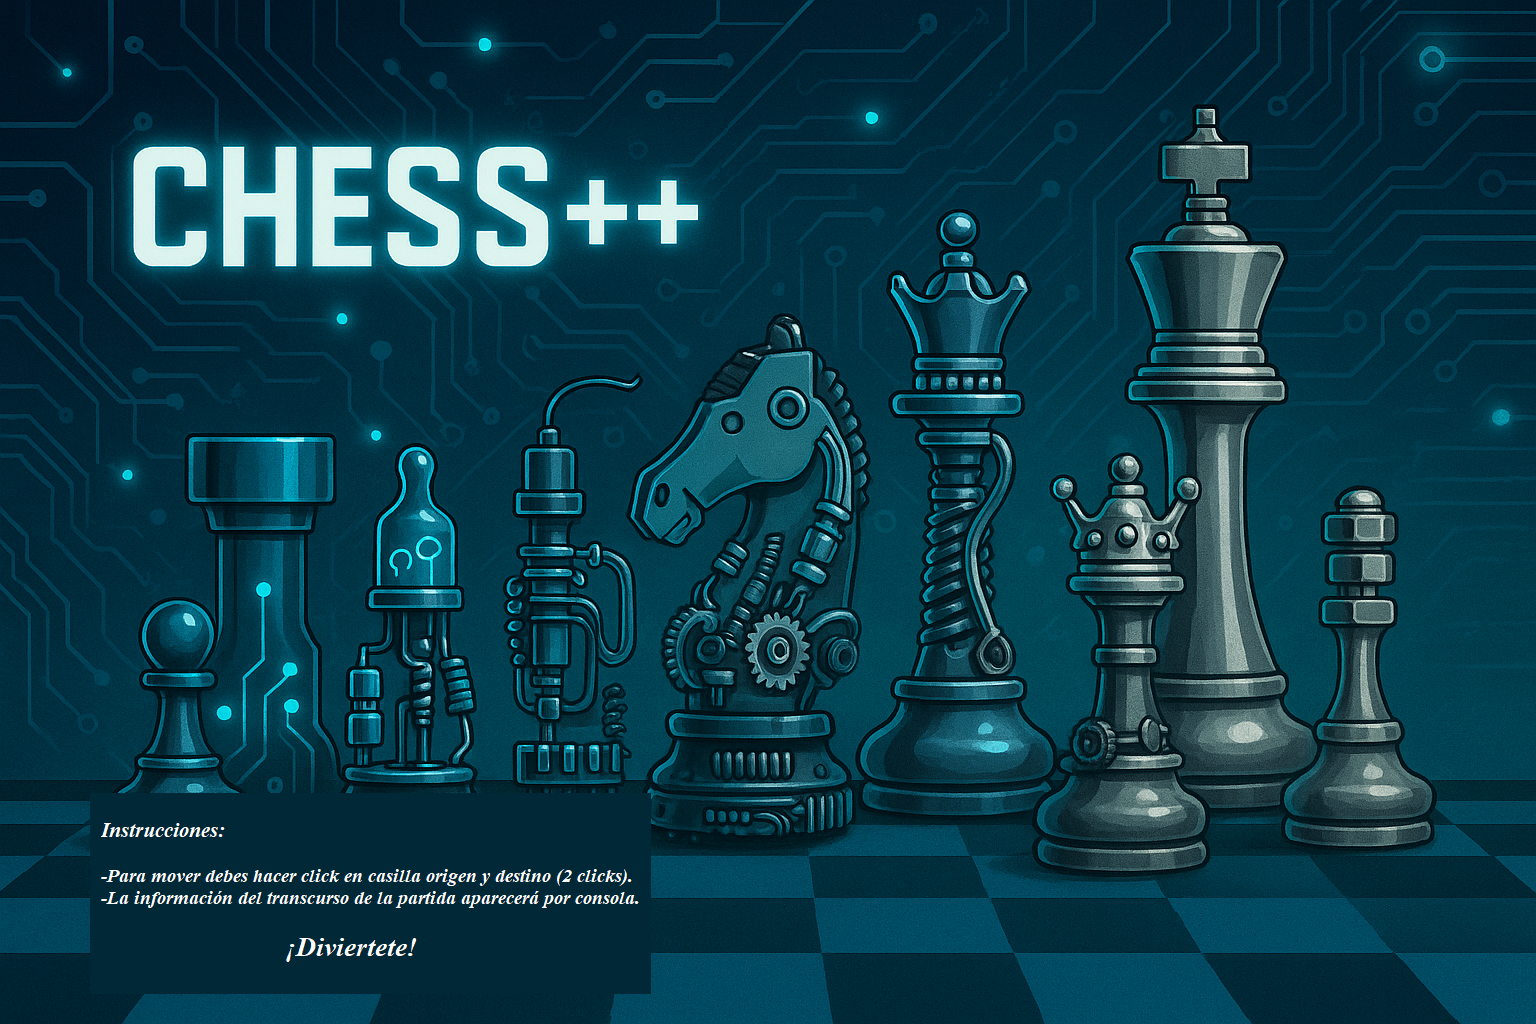 CHESS++
Instrucciones:
-Para mover debes hacer click en casilla origen y destino (2 clicks).
-La información del transcurso de la partida aparecerá por consola.
¡Diviertete!